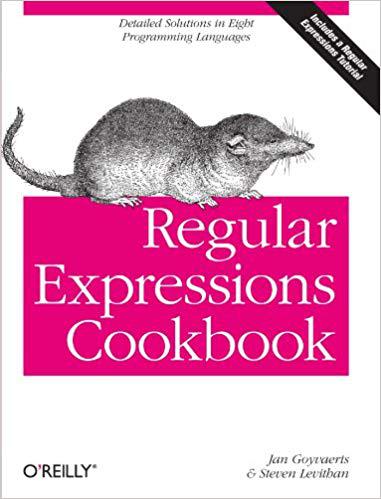 Detailed Solutions in Eight
Programming Languages
Includes a Regular
Expressions Tutorial
Regular
Expressions
Cookbook
O'REILLY®
Jan Goyvaerts
& Steven Levithan